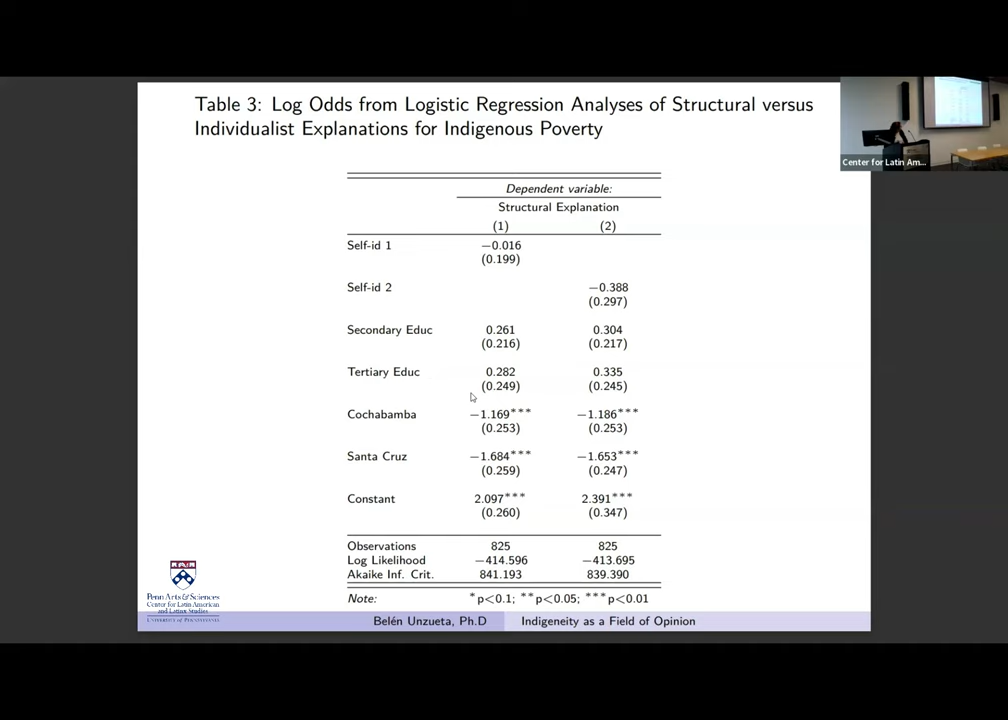 Table 3: Log Odds from Logistic Regression Analyses of Structural versus
Individualist Explanations for Indigenous Poverty
Center for Latin Am...
Dependent variable:
Structural Explanation
(1) (2)
Self-id 1 −0.016
(0.199)
Self-id 2 −0.388
(0.297)
Secondary Educ 0.261 0.304
(0.216) (0.217)
Tertiary Educ 0.282 0.335
(0.249) (0.245)
Cochabamba −1.169*** −1.186***
(0.253) (0.253)
Santa Cruz −1.684*** −1.653***
(0.259) (0.247)
Constant 2.097*** 2.391***
(0.260) (0.347)
Observations 825 825
Log Likelihood −414.596 −413.695
Akaike Inf. Crit. 841.193 839.390
Note: *p<0.1; **p<0.05; ***p<0.01
Penn Arts & Sciences
Center for Latin American
and Latinx Studies
University of Pennsylvania
Belén Unzueta, Ph.D Indigeneity as a Field of Opinion